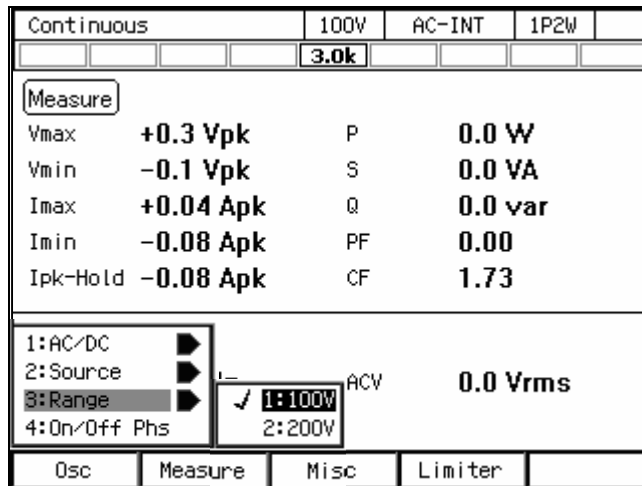 Continuous 100V AC-INT 1P2W
3.0k
Measure
Vmax +0.3 Vpk P 0.0 W
Vmin -0.1 Vpk S 0.0 VA
Imax +0.04 Apk Q 0.0 var
Imin -0.08 Apk PF 0.00
Ipk-Hold -0.08 Apk CF 1.73
1:AC/DC
2:Source ACV 0.0 Vrms
3:Range ✓ 1:100V
4:On/Off Phs 2:200V
Osc Measure Misc Limiter